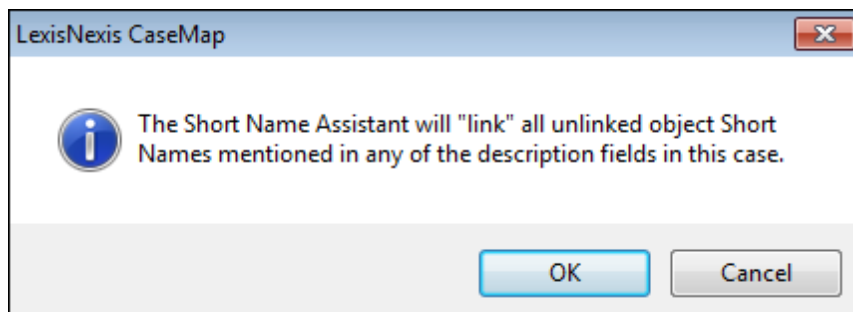 LexisNexis CaseMap
The Short Name Assistant will "link" all unlinked object Short
Names mentioned in any of the description fields in this case.
OK
Cancel